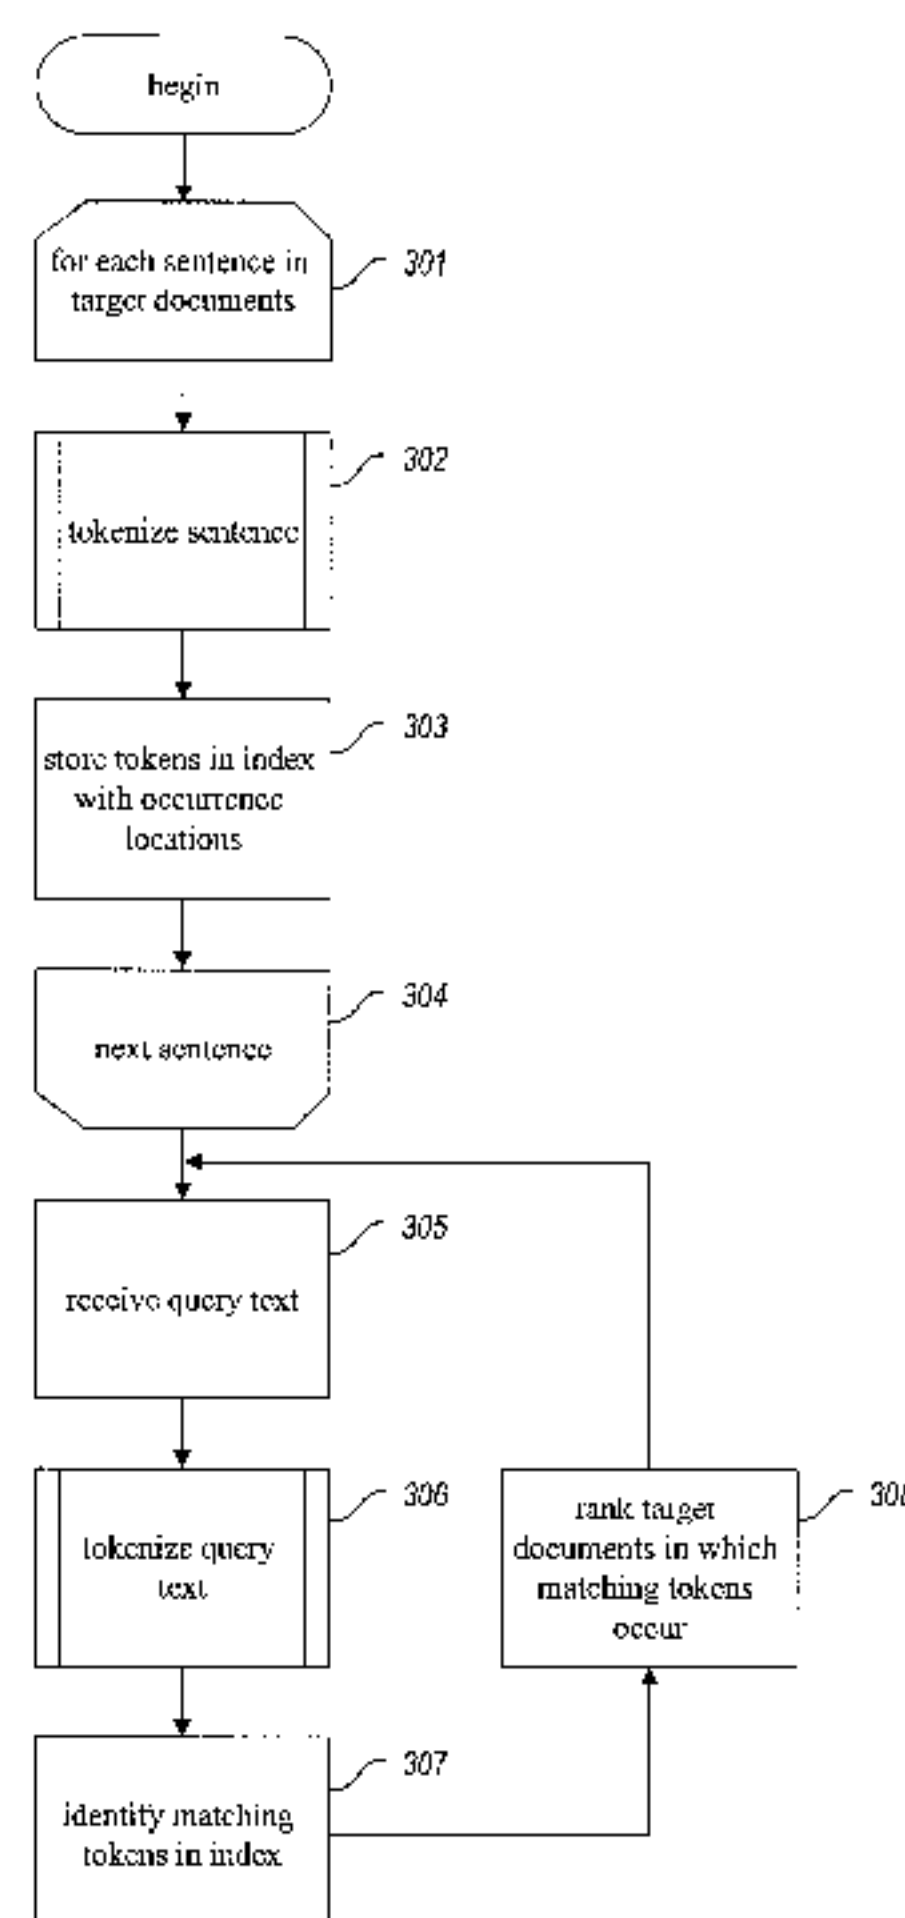 begin
for each sentence in
target documents
301
tokenize sentence
302
store tokens in index
with occurrence
locations
303
next sentence
304
receive query text
305
tokenize query
text
306
identify matching
tokens in index
307
rank target
documents in which
matching tokens
occur
308